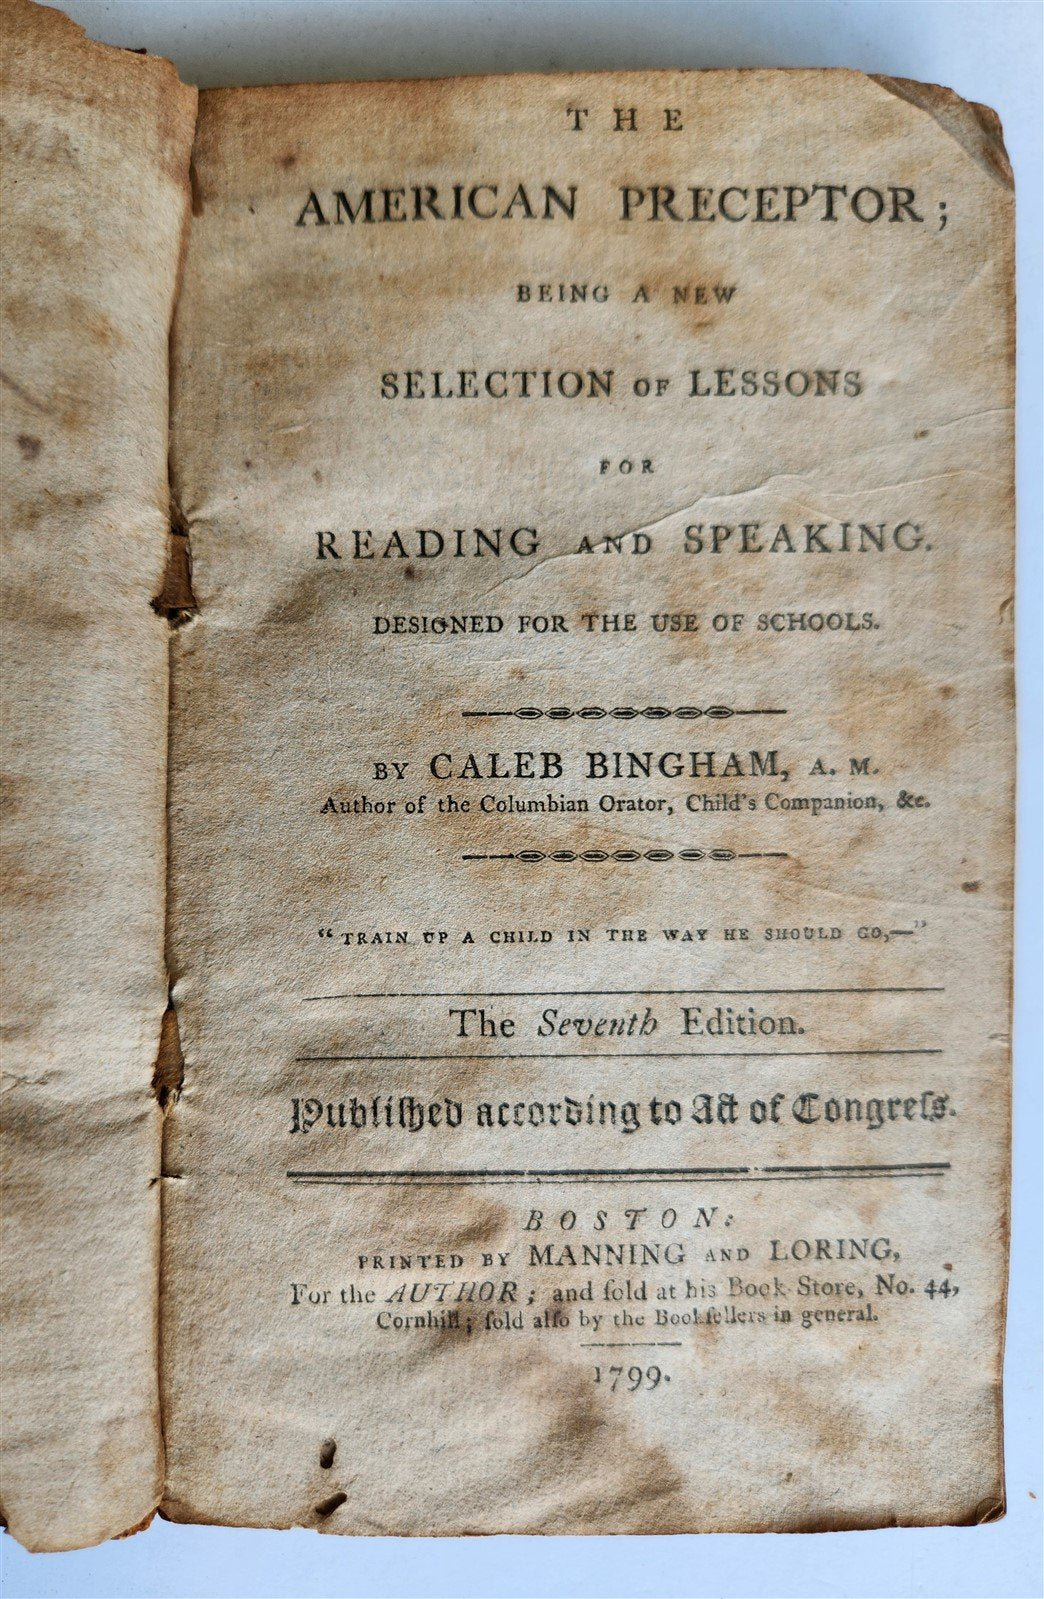 THE
AMERICAN PRECEPTOR;
BEING A NEW
SELECTION OF LESSONS
FOR
READING AND SPEAKING.
DESIGNED FOR THE USE OF SCHOOLS.
BY CALEB BINGHAM, A. M.
Author of the Columbian Orator, Child's Companion, &c.
"TRAIN UP A CHILD IN THE WAY HE SHOULD GO,—"
The Seventh Edition.
Publiſhed according to Act of Congreſs.
BOSTON:
PRINTED BY MANNING AND LORING,
For the AUTHOR; and ſold at his Book-Store, No. 44,
Cornhill; ſold alſo by the Bookſellers in general.
1799.